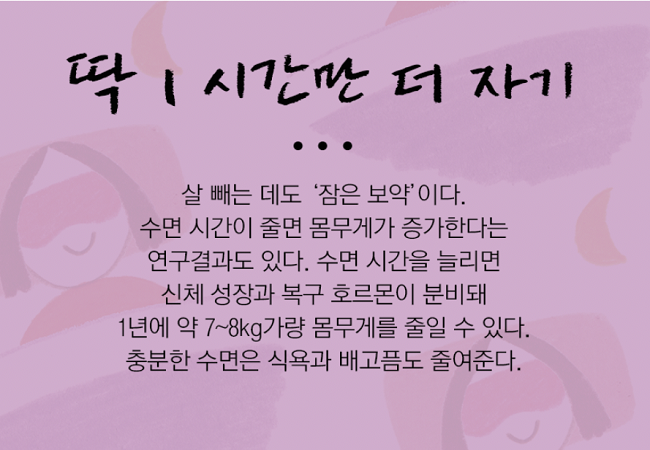 딱 1 시간만 더 자기
•••
살 빼는 데도 ‘잠은 보약’이다.
수면 시간이 줄면 몸무게가 증가한다는
연구결과도 있다. 수면 시간을 늘리면
신체 성장과 복구 호르몬이 분비돼
1년에 약 7~8kg가량 몸무게를 줄일 수 있다.
충분한 수면은 식욕과 배고픔도 줄여준다.